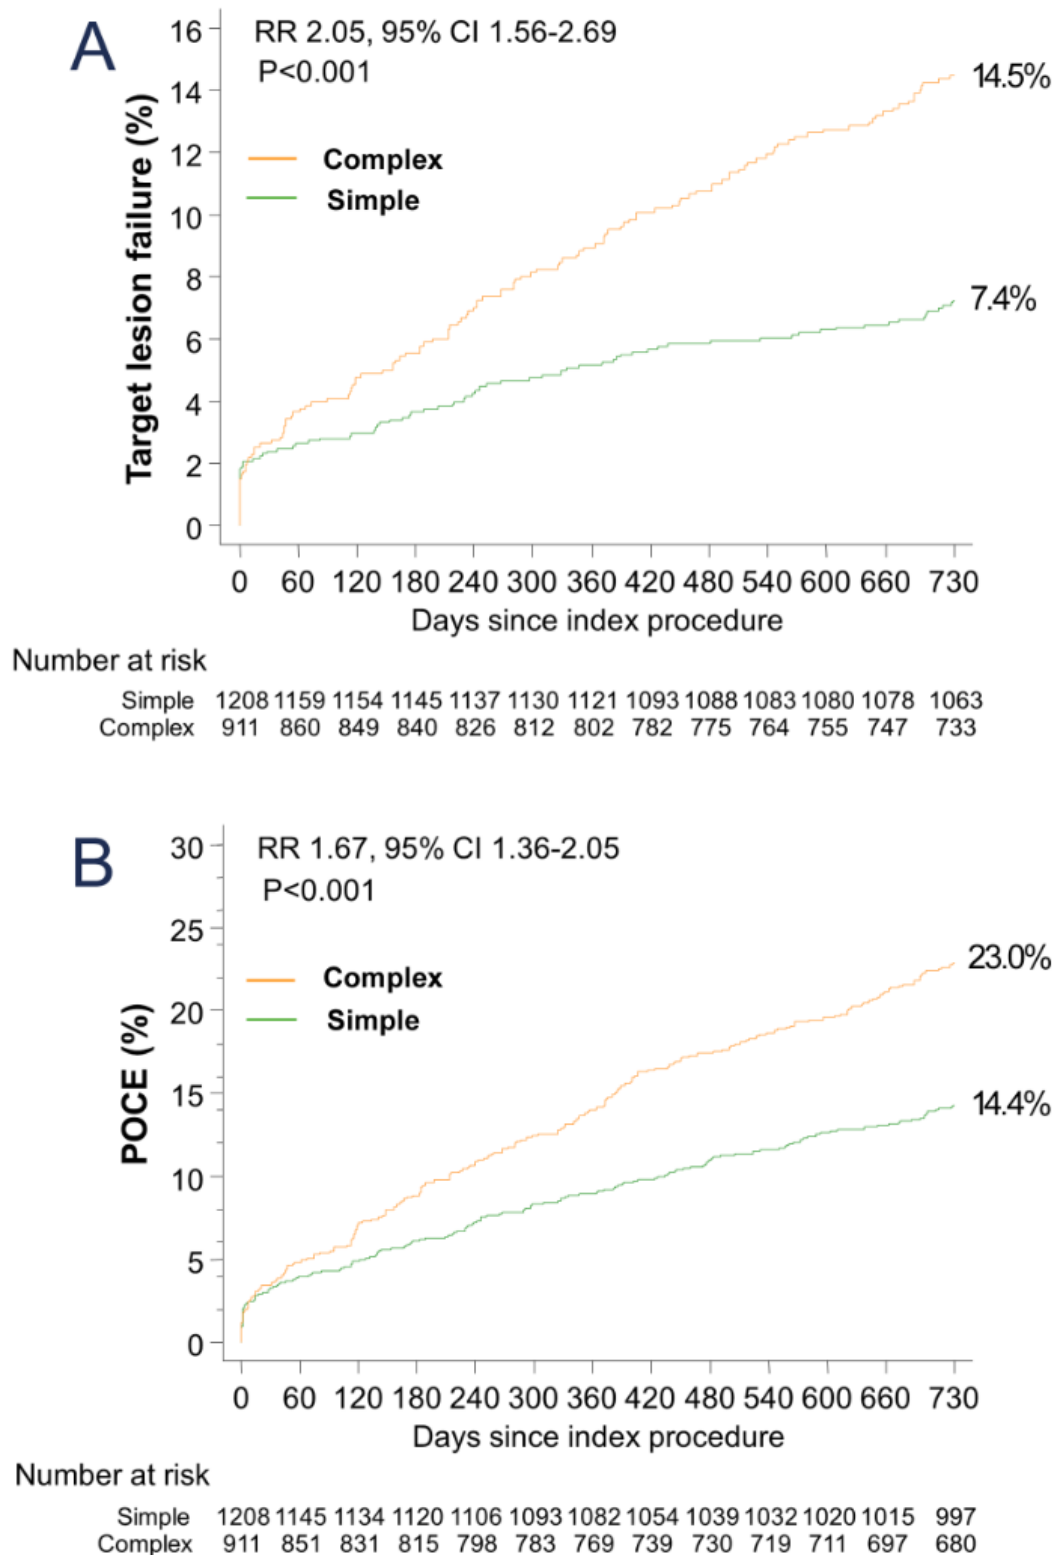 A
RR 2.05, 95% CI 1.56-2.69
P<0.001
Target lesion failure (%)
16
14
12
10
8
6
4
2
0
Complex
Simple
14.5%
7.4%
0 60 120 180 240 300 360 420 480 540 600 660 730
Days since index procedure
Number at risk
Simple 1208 1159 1154 1145 1137 1130 1121 1093 1088 1083 1080 1078 1063
Complex 911 860 849 840 826 812 802 782 775 764 755 747 733
B
RR 1.67, 95% CI 1.36-2.05
P<0.001
POCE (%)
30
25
20
15
10
5
0
Complex
Simple
23.0%
14.4%
0 60 120 180 240 300 360 420 480 540 600 660 730
Days since index procedure
Number at risk
Simple 1208 1145 1134 1120 1106 1093 1082 1054 1039 1032 1020 1015 997
Complex 911 851 831 815 798 783 769 739 730 719 711 697 680